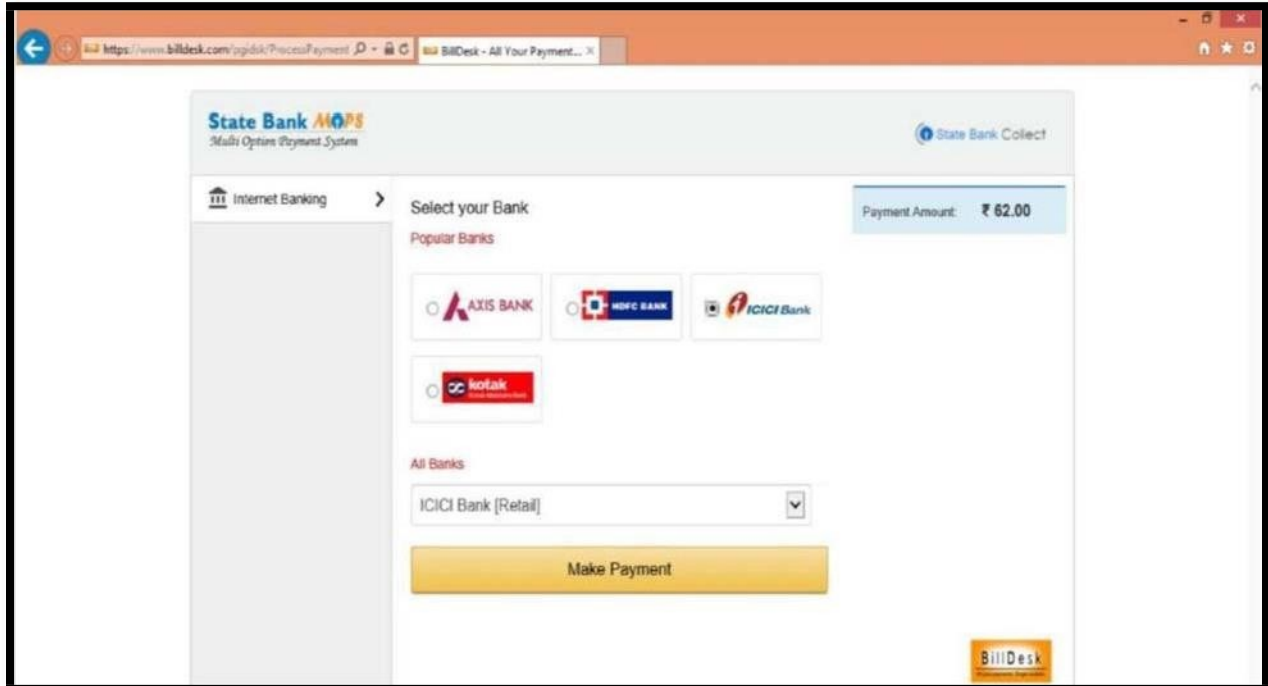 https://www.billdesk.com/pgidsk/ProcessPayment
BillDesk - All Your Payment...
State Bank MOPS
Multi Option Payment System
State Bank Collect
Internet Banking
Select your Bank
Payment Amount: ₹ 62.00
Popular Banks
AXIS BANK
HDFC BANK
ICICI Bank
kotak
All Banks
ICICI Bank [Retail]
Make Payment
BillDesk